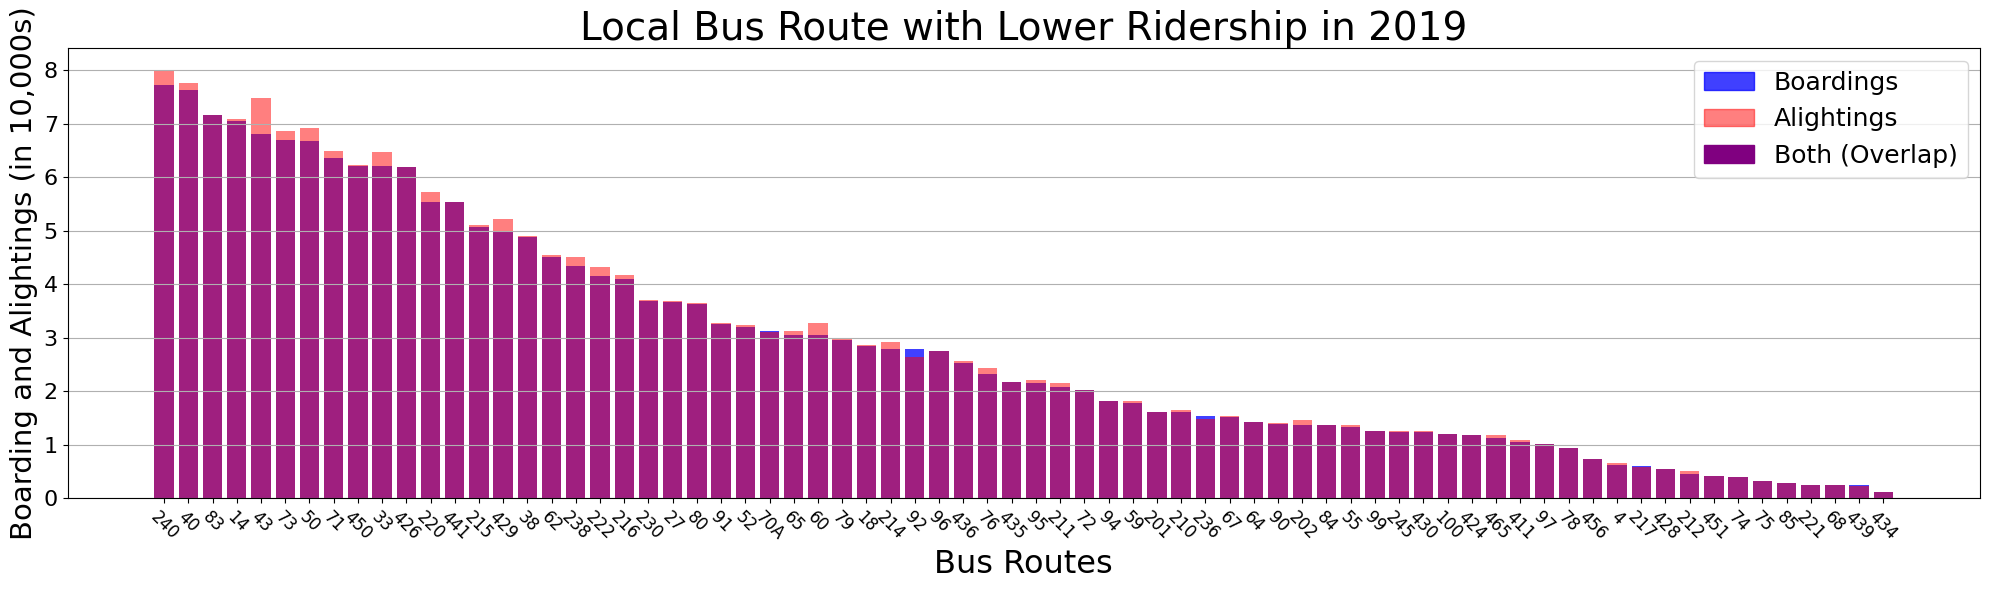 Local Bus Route with Lower Ridership in 2019
Boarding and Alightings (in 10,000s)
8
7
6
5
4
3
2
1
0
Boardings
Alightings
Both (Overlap)
240 40 83 14 43 73 50 71 450 33 426 220 441 215 429 38 62 238 222 216 230 27 80 91 52 70A 65 60 79 18 214 92 96 436 76 435 95 211 72 94 59 201 210 236 67 64 90 202 84 55 99 245 430 100 424 465 411 97 78 456 4 217 428 212 451 74 75 85 221 68 439 434
Bus Routes